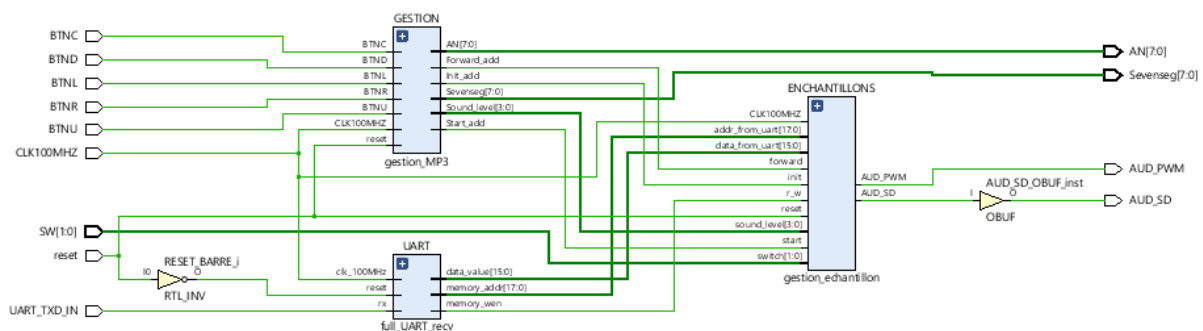 GESTION
BTNC
BTND
BTNL
BTNR
BTNU
CLK100MHZ
SW[1:0]
reset
UART_TXD_IN
BTNC
BTND
BTNL
BTNR
BTNU
CLK100MHZ
reset
AN[7:0]
Forward_add
Init_add
Sevenseg[7:0]
Sound_level[3:0]
Start_add
gestion_MP3
RESET_BARRE_i
I0
O
RTL_INV
UART
clk_100MHz
reset
rx
data_value[15:0]
memory_addr[17:0]
memory_wen
full_UART_recv
ENCHANTILLONS
CLK100MHZ
addr_from_uart[17:0]
data_from_uart[15:0]
forward
init
r_w
reset
sound_level[3:0]
start
switch[1:0]
AUD_PWM
AUD_SD
gestion_echantillon
AUD_SD_OBUF_inst
I
O
OBUF
AN[7:0]
Sevenseg[7:0]
AUD_PWM
AUD_SD